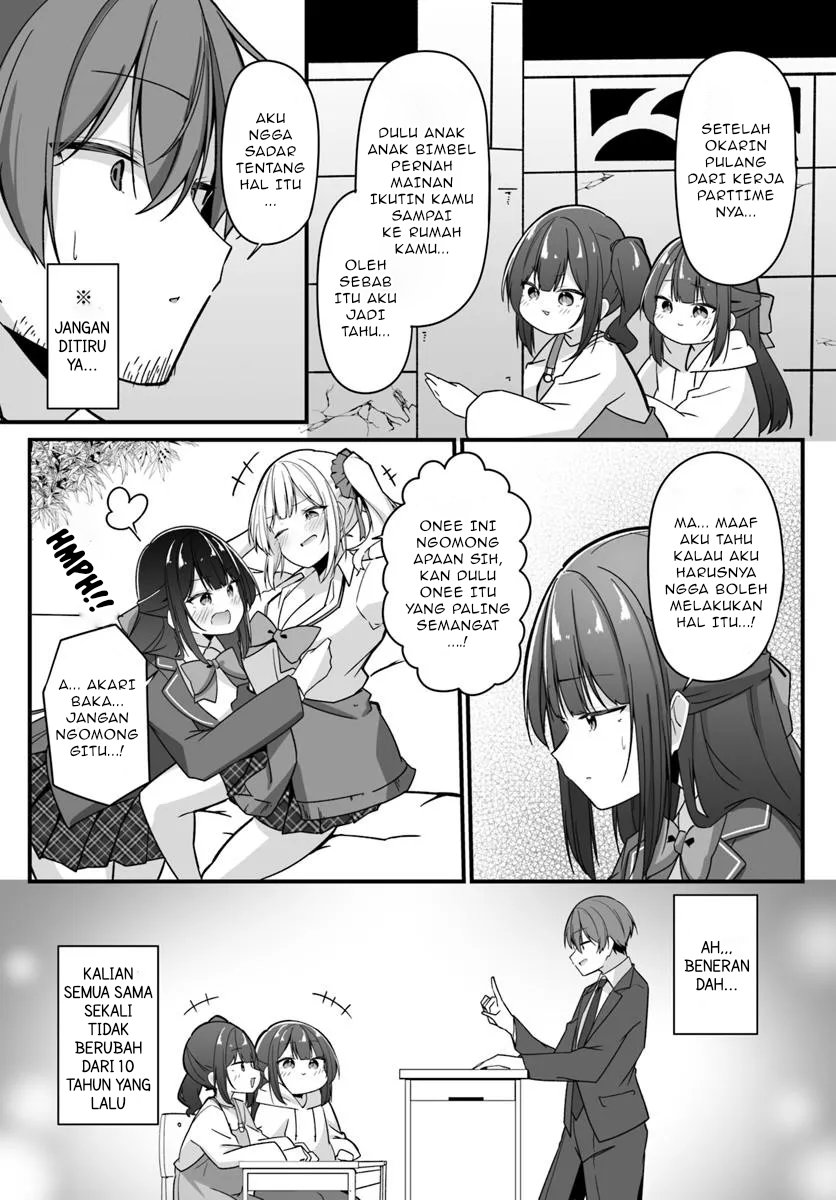 SETELAH
OKARIN
PULANG
DARI KERJA
PARTTIME
NYA...
DULU ANAK
ANAK BIMBEL
PERNAH
MAINAN
IKUTIN KAMU
SAMPAI
KE RUMAH
KAMU...
OLEH
SEBAB
ITU AKU
JADI
TAHU...
AKU
NGGA
SADAR
TENTANG
HAL ITU
...
※
JANGAN
DITIRU
YA...
MA... MAAF
AKU TAHU
KALAU AKU
HARUSNYA
NGGA BOLEH
MELAKUKAN
HAL ITU...!
ONEE INI
NGOMONG
APAAN SIH,
KAN DULU
ONEE ITU
YANG PALING
SEMANGAT
....!
HMPH!!
A... AKARI
BAKA...
JANGAN
NGOMONG
GITU...!
AH,,,
BENERAN
DAH...
KALIAN
SEMUA SAMA
SEKALI
TIDAK
BERUBAH
DARI 10
TAHUN YANG
LALU